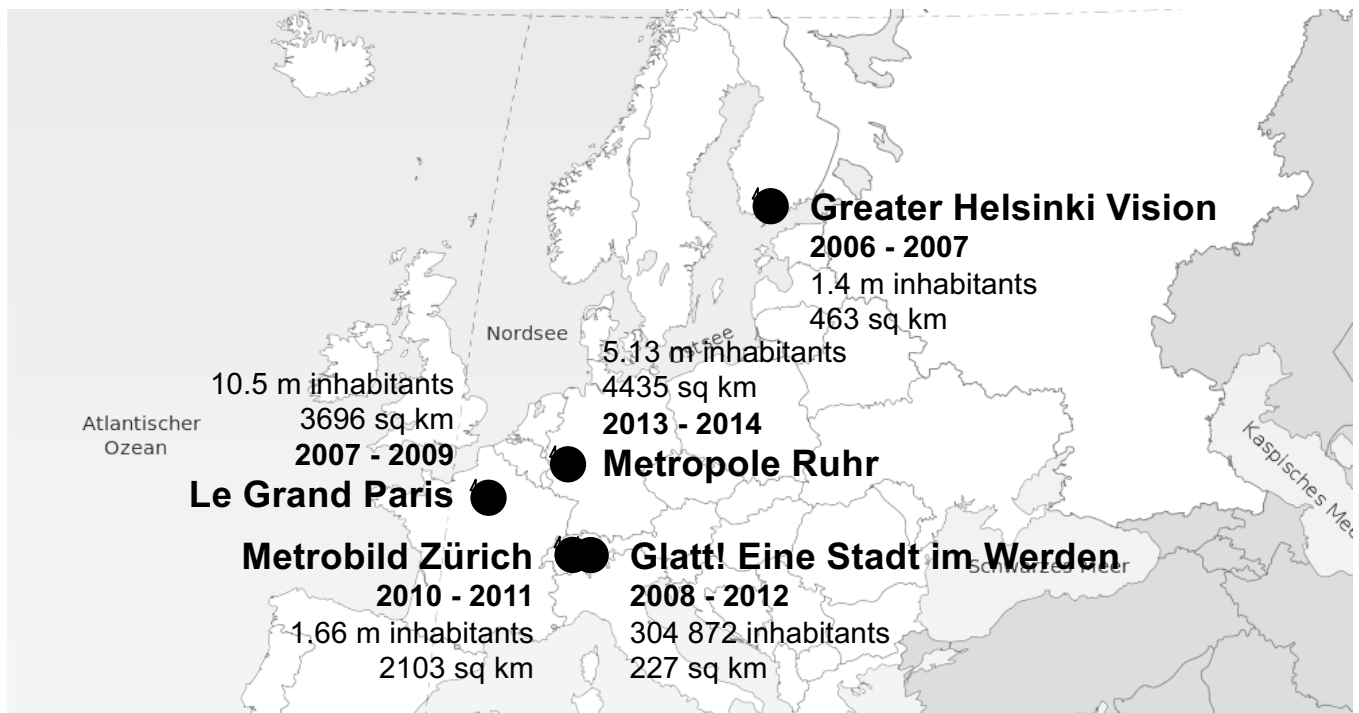 Greater Helsinki Vision
2006 - 2007
1.4 m inhabitants
463 sq km
Nordsee
Ostsee
5.13 m inhabitants
4435 sq km
2013 - 2014
Metropole Ruhr
10.5 m inhabitants
3696 sq km
2007 - 2009
Le Grand Paris
Atlantischer
Ozean
Kaspisches Mee
Metrobild Zürich
2010 - 2011
1.66 m inhabitants
2103 sq km
Glatt! Eine Stadt im Werden
2008 - 2012
304 872 inhabitants
227 sq km
Schwarzes Meer